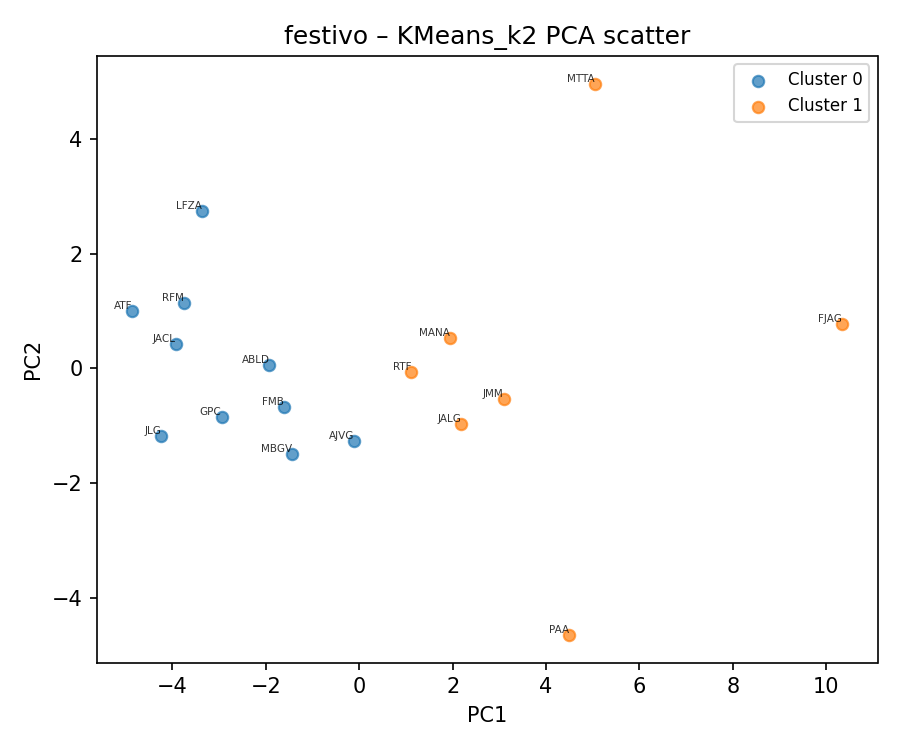 festivo – KMeans_k2 PCA scatter
Cluster 0
Cluster 1
MTTA
LFZA
ATF
RFM
JACL
ABLD
FMB
GPC
JLG
MBGV
AJVG
MANA
RTF
JMM
JALG
FJAG
PAA
4
2
0
−2
−4
PC2
−4
−2
0
2
4
6
8
10
PC1